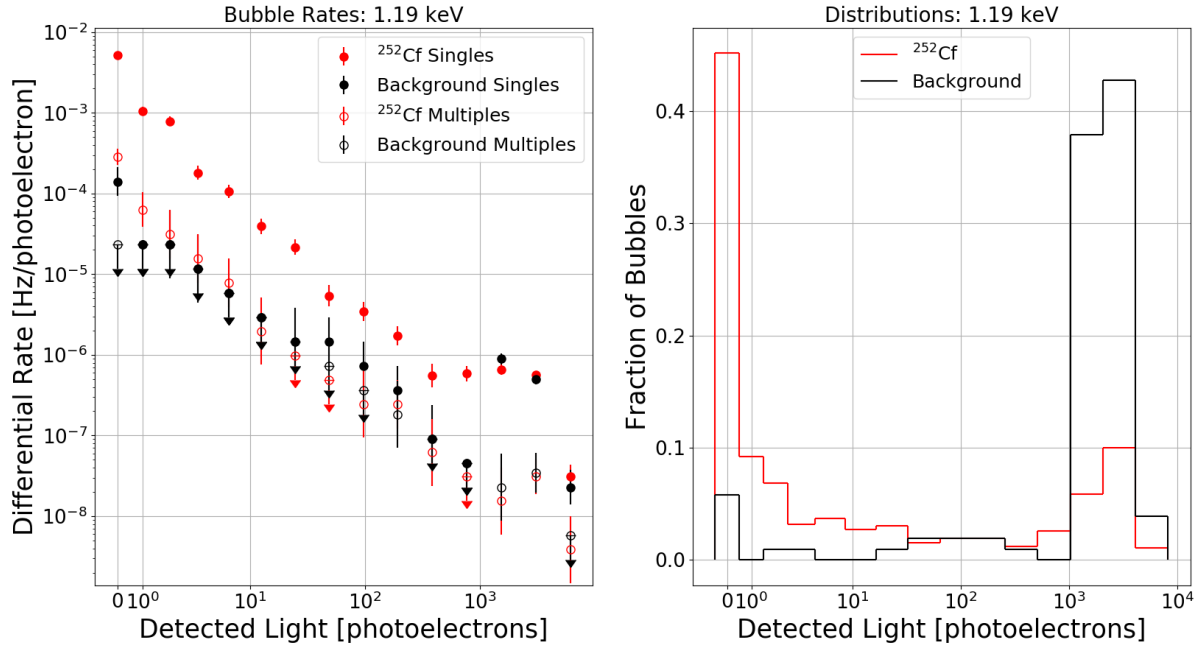 Bubble Rates: 1.19 keV
Differential Rate [Hz/photoelectron]
10⁻²
10⁻³
10⁻⁴
10⁻⁵
10⁻⁶
10⁻⁷
10⁻⁸
²⁵²Cf Singles
Background Singles
²⁵²Cf Multiples
Background Multiples
0 10⁰ 10¹ 10² 10³
Detected Light [photoelectrons]
Distributions: 1.19 keV
Fraction of Bubbles
0.4
0.3
0.2
0.1
0.0
²⁵²Cf
Background
0 10⁰ 10¹ 10² 10³ 10⁴
Detected Light [photoelectrons]